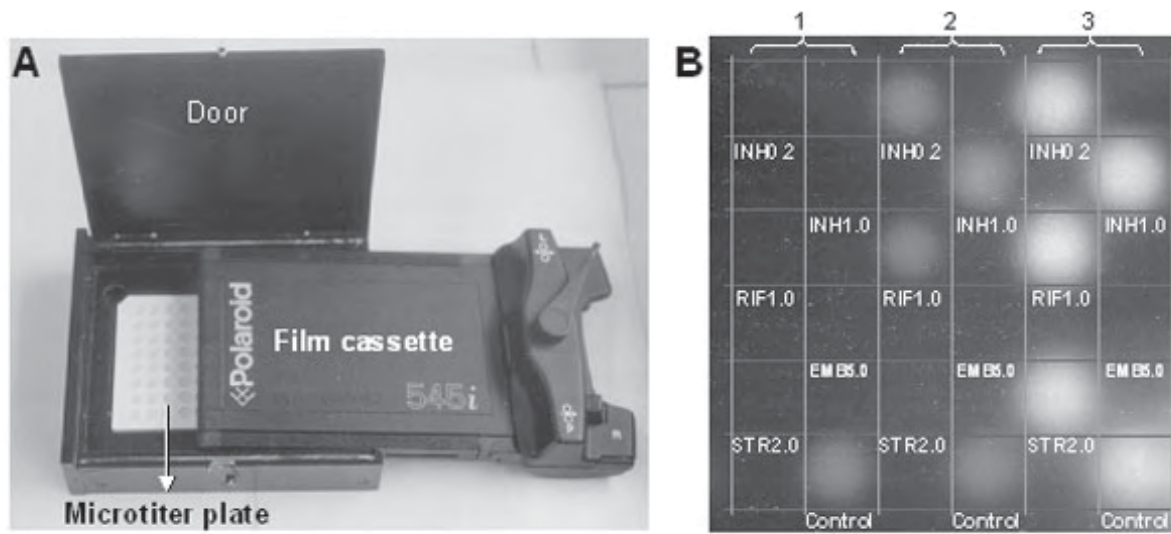 A
Door
«Polaroid
Film cassette
545i
Microtiter plate
B
1 2 3
INH0.2 INH0.2 INH0.2
INH1.0 INH1.0 INH1.0
RIF1.0 RIF1.0 RIF1.0
EMB5.0 EMB5.0 EMB5.0
STR2.0 STR2.0 STR2.0
Control Control Control